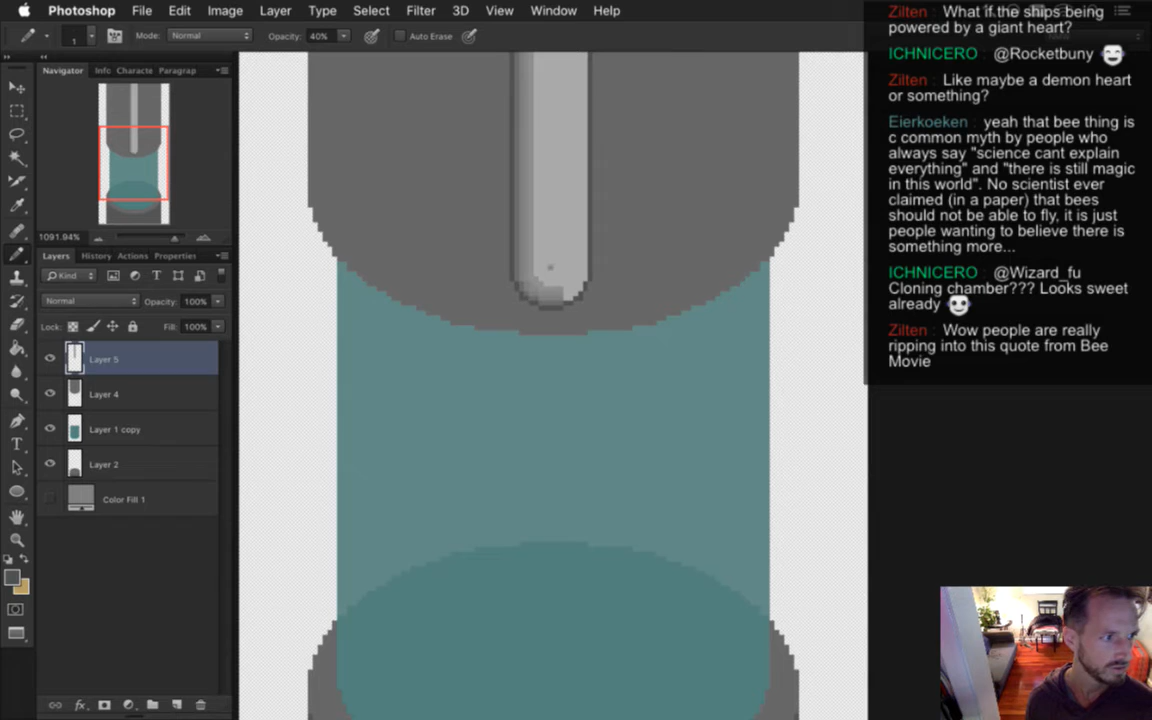 Photoshop File Edit Image Layer Type Select Filter 3D View Window Help
1 Mode: Normal Opacity: 40% Auto Erase
Navigator Info Characte Paragrap
1091.94%
Layers History Actions Properties
Kind
Normal Opacity: 100%
Lock: Fill: 100%
Layer 5
Layer 4
Layer 1 copy
Layer 2
Color Fill 1
fx
Zilten : What if the ships being
powered by a giant heart?
ICHNICERO : @Rocketbuny
Zilten : Like maybe a demon heart
or something?
Eierkoeken : yeah that bee thing is
c common myth by people who
always say "science cant explain
everything" and "there is still magic
in this world". No scientist ever
claimed (in a paper) that bees
should not be able to fly, it is just
people wanting to believe there is
something more...
ICHNICERO : @Wizard_fu
Cloning chamber??? Looks sweet
already
Zilten : Wow people are really
ripping into this quote from Bee
Movie